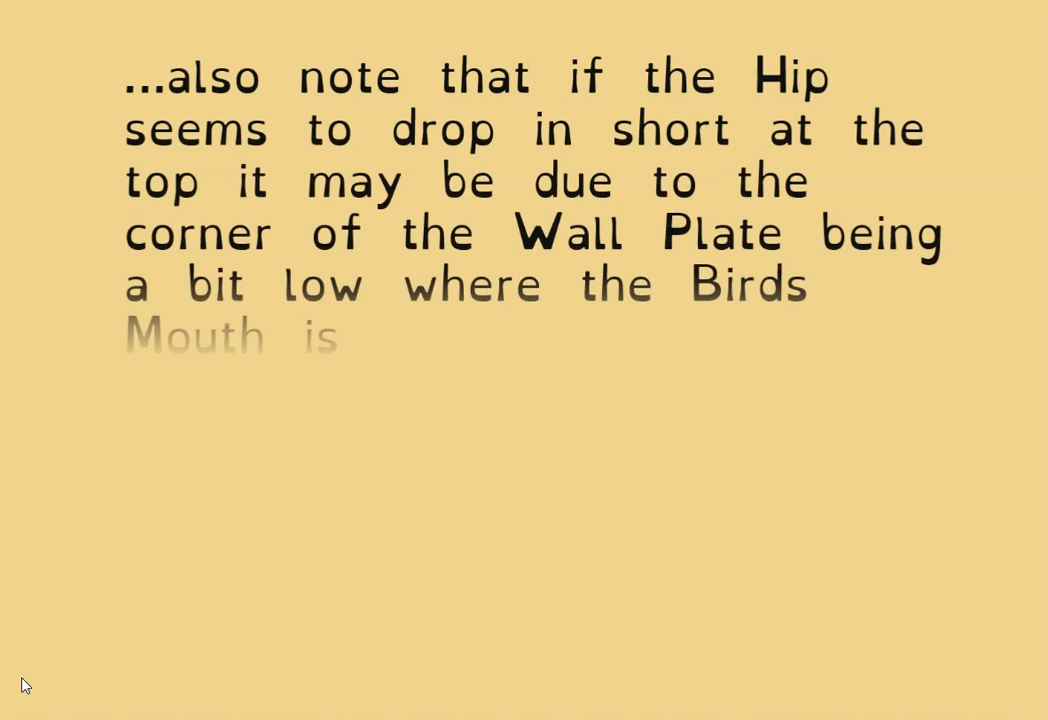 ...also note that if the Hip
seems to drop in short at the
top it may be due to the
corner of the Wall Plate being
a bit low where the Birds
Mouth is